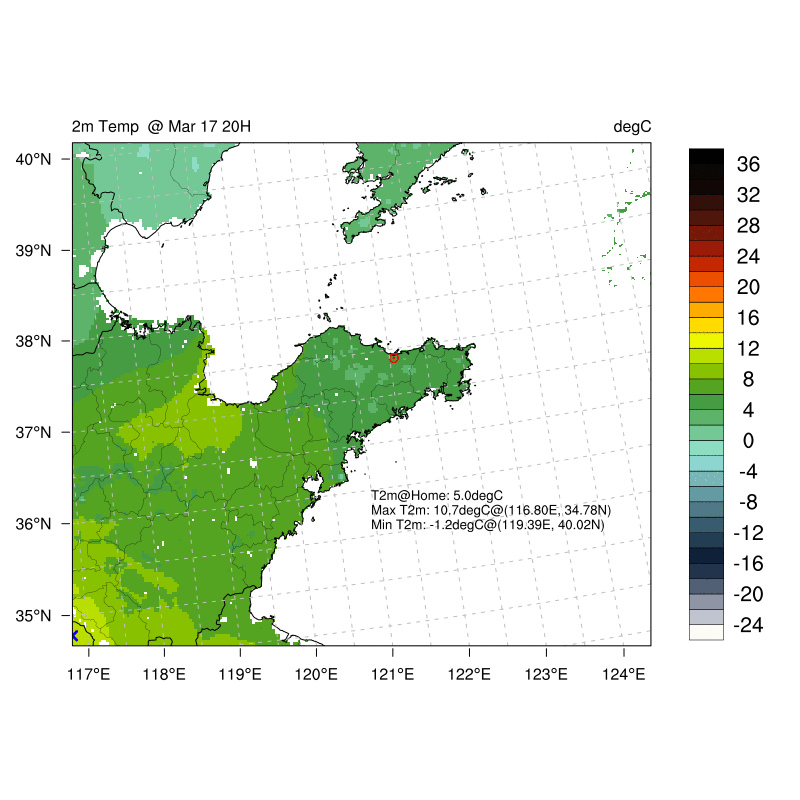 2m Temp @ Mar 17 20H
degC
40°N
39°N
38°N
37°N
36°N
35°N
117°E
118°E
119°E
120°E
121°E
122°E
123°E
124°E
T2m@Home: 5.0degC
Max T2m: 10.7degC@(116.80E, 34.78N)
Min T2m: -1.2degC@(119.39E, 40.02N)
36
32
28
24
20
16
12
8
4
0
-4
-8
-12
-16
-20
-24